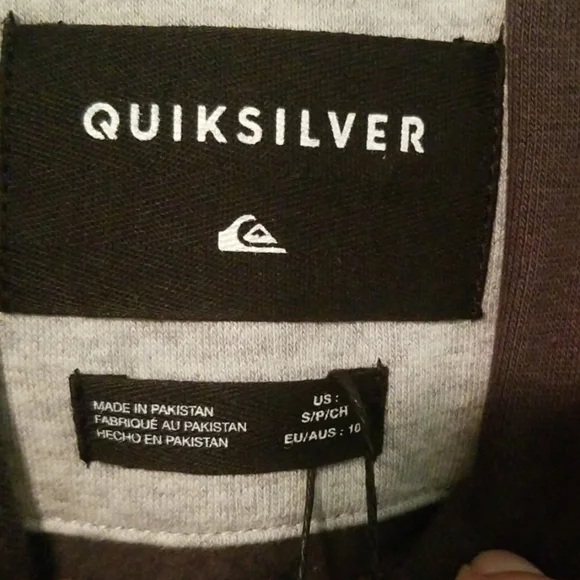 QUIKSILVER
MADE IN PAKISTAN
FABRIQUÉ AU PAKISTAN
HECHO EN PAKISTAN
US :
S/P/CH
EU/AUS : 10